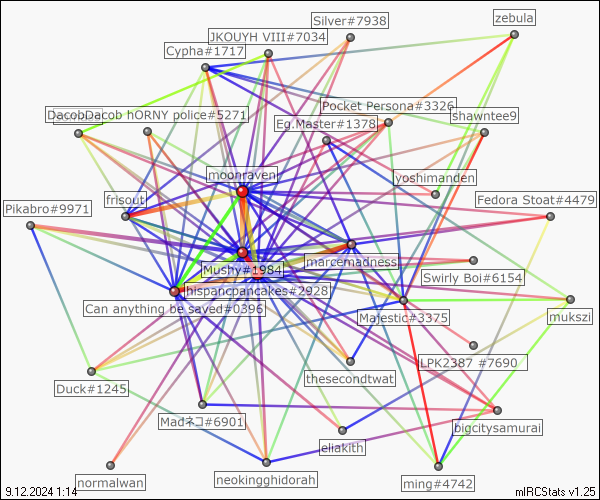 zebula
Silver#7938
JKOUYH VIII#7034
Cypha#1717
Pocket Persona#3326
DacobDacob hORNY police#5271
shawntee9
Eg.Master#1378
moonraven
yoshimanden
frisout
Fedora Stoat#4479
Pikabro#9971
marcemadness
Mushy#1984
Swirly Boi#6154
hispanicpancakes#2928
Can anything be saved#0396
Majestic#3375
mukszi
LPK2387 #7690
thesecondtwat
Duck#1245
Madネコ#6901
bigcitysamurai
eliakith
normalwan
neokingghidorah
ming#4742
9.12.2024 1:14
mIRCStats v1.25